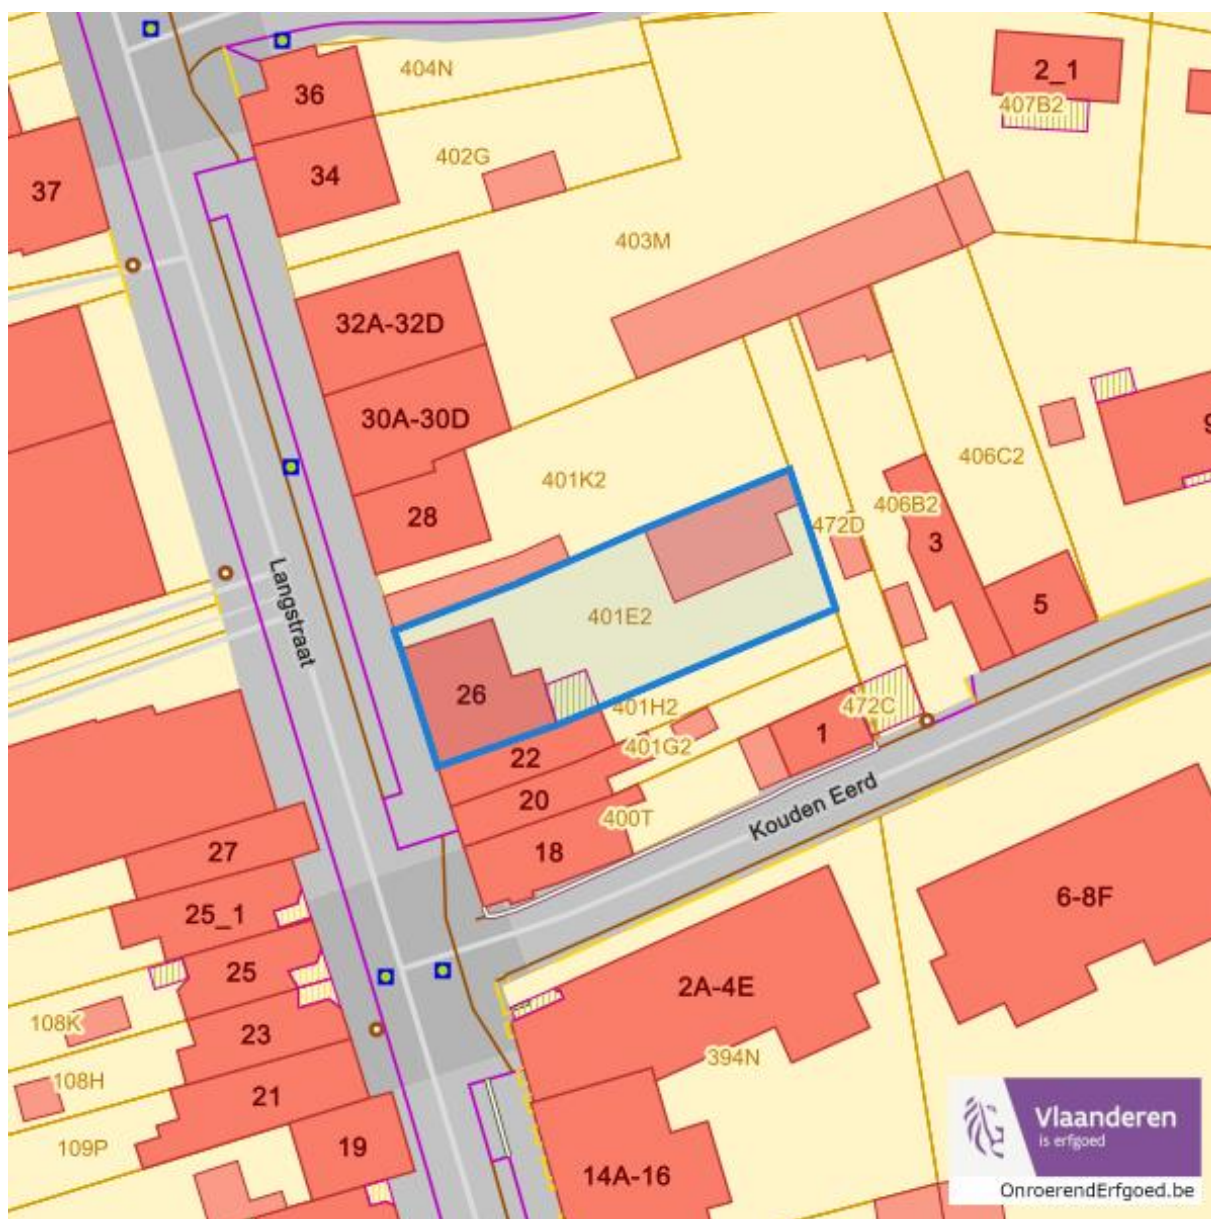 36
404N
2_1
407B2
34
402G
37
403M
32A-32D
30A-30D
401K2
406C2
9
28
472D
406B2
3
Langstraat
401E2
5
26
401H2
472C
22
401G2
1
20
400T
Kouden Eerd
18
27
25_1
6-8F
25
2A-4E
108K
23
394N
108H
21
109P
19
14A-16
Vlaanderen
is erfgoed
OnroerendErfgoed.be